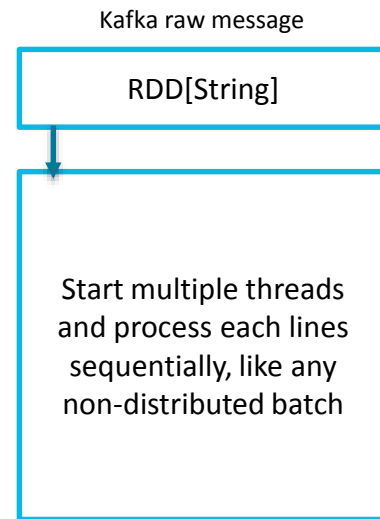 Kafka raw message
RDD[String]
Start multiple threads
and process each lines
sequentially, like any
non-distributed batch